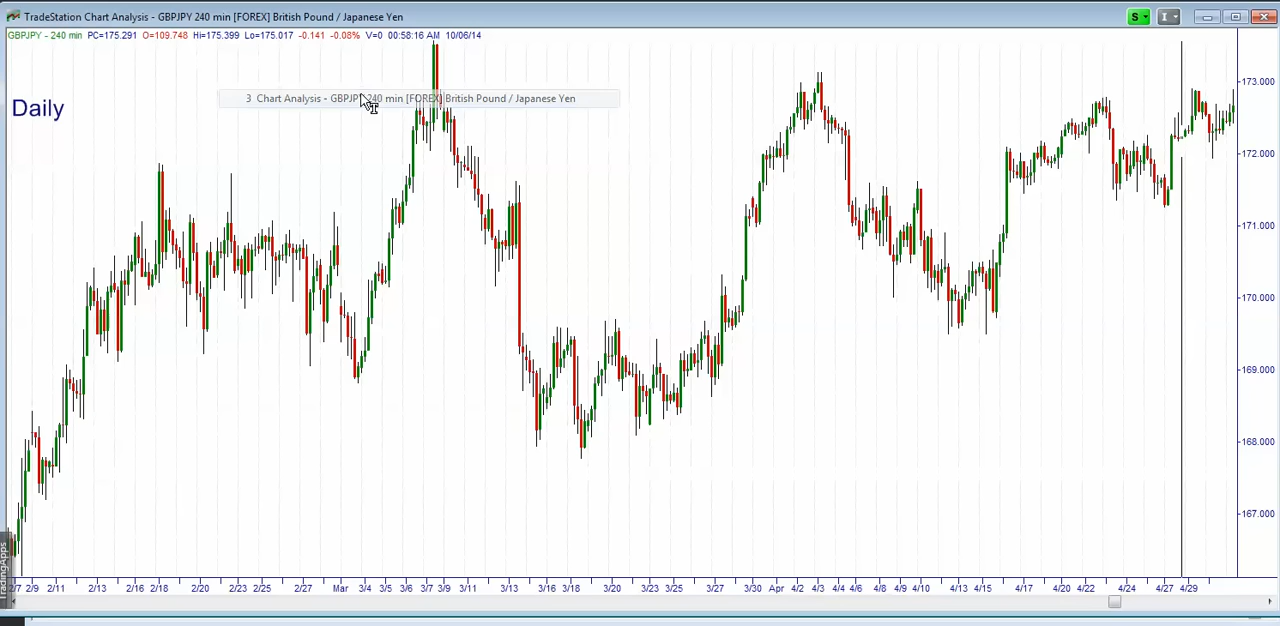 TradeStation Chart Analysis - GBPJPY 240 min [FOREX] British Pound / Japanese Yen
S
I
GBPJPY - 240 min PC=175.291 O=109.748 Hi=175.399 Lo=175.017 -0.141 -0.08% V=0 00:58:16 AM 10/06/14
3 Chart Analysis - GBPJPY 240 min [FOREX] British Pound / Japanese Yen
Daily
173.000
172.000
171.000
170.000
169.000
168.000
167.000
TradingApps
2/7 2/9 2/11 2/13 2/16 2/18 2/20 2/23 2/25 2/27 Mar 3/4 3/5 3/6 3/7 3/9 3/11 3/13 3/16 3/18 3/20 3/23 3/25 3/27 3/30 Apr 4/2 4/3 4/4 4/6 4/8 4/9 4/10 4/13 4/15 4/17 4/20 4/22 4/24 4/27 4/29